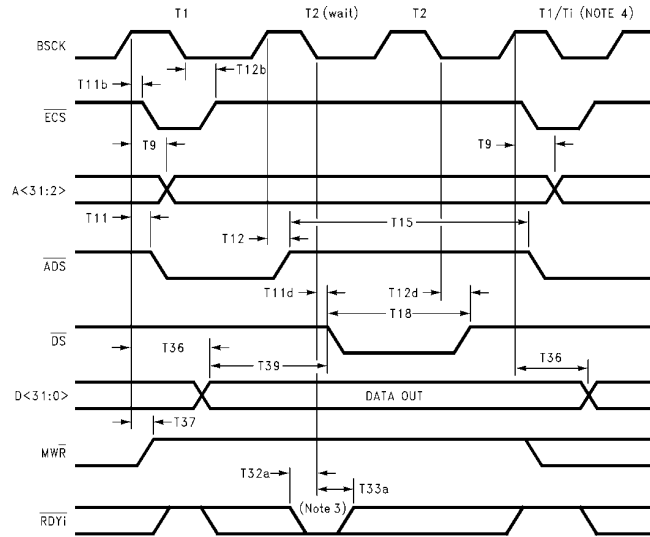 T1 T2 (wait) T2 T1/Ti (NOTE 4)
BSCK
T12b
T11b
ECS
T9 T9
A<31:2>
T11 T15
T12
ADS
T11d T12d
T18
DS
T36 T36
T39
D<31:0> DATA OUT
T37
MWR
T32a T33a
(Note 3)
RDYi